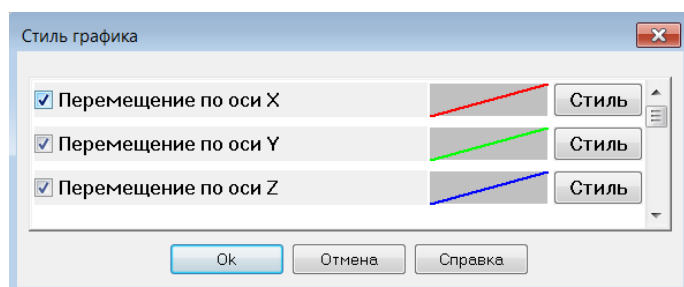 Стиль графика
Перемещение по оси X Стиль
Перемещение по оси Y Стиль
Перемещение по оси Z Стиль
Ok Отмена Справка